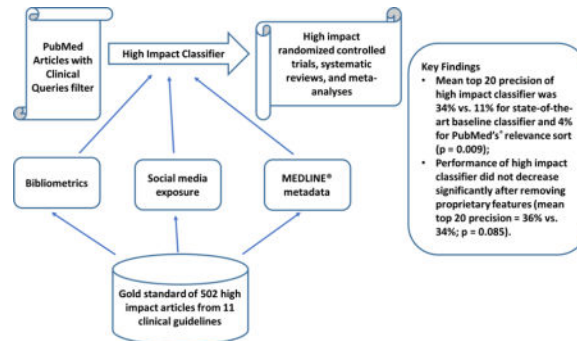 PubMed
Articles with
Clinical
Queries filter
High Impact Classifier
High impact
randomized controlled
trials, systematic
reviews, and meta-
analyses
Bibliometrics
Social media
exposure
MEDLINE®
metadata
Gold standard of 502 high
impact articles from 11
clinical guidelines
Key Findings
• Mean top 20 precision of
high impact classifier was
34% vs. 11% for state-of-the-
art baseline classifier and 4%
for PubMed's® relevance sort
(p = 0.009);
• Performance of high impact
classifier did not decrease
significantly after removing
proprietary features (mean
top 20 precision = 36% vs.
34%; p = 0.085).